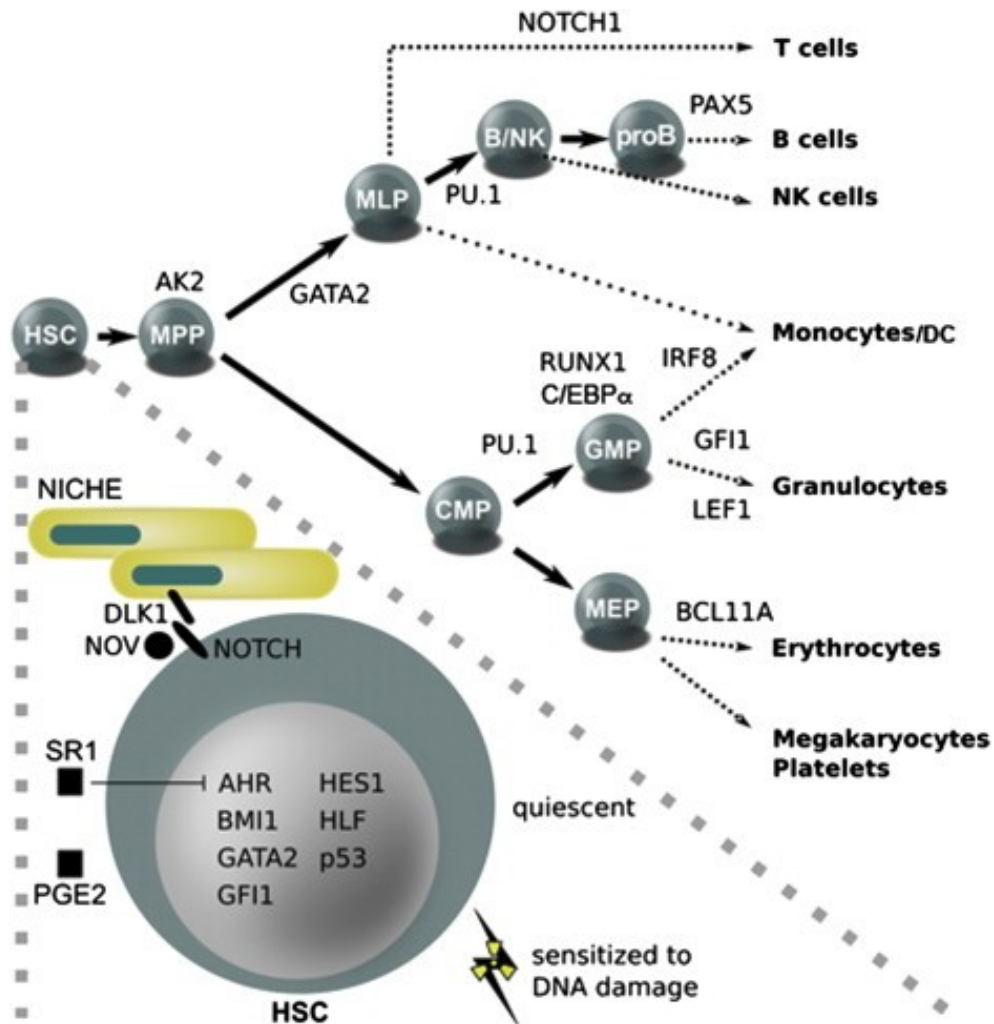 NOTCH1
T cells
PAX5
B/NK
proB
B cells
MLP
PU.1
NK cells
AK2
GATA2
HSC
MPP
Monocytes/DC
RUNX1
IRF8
C/EBPα
PU.1
GMP
GFI1
Granulocytes
LEF1
CMP
NICHE
MEP
BCL11A
Erythrocytes
DLK1
NOV
NOTCH
Megakaryocytes
Platelets
SR1
AHR
HES1
BMI1
HLF
GATA2
p53
GFI1
quiescent
PGE2
sensitized to
DNA damage
HSC